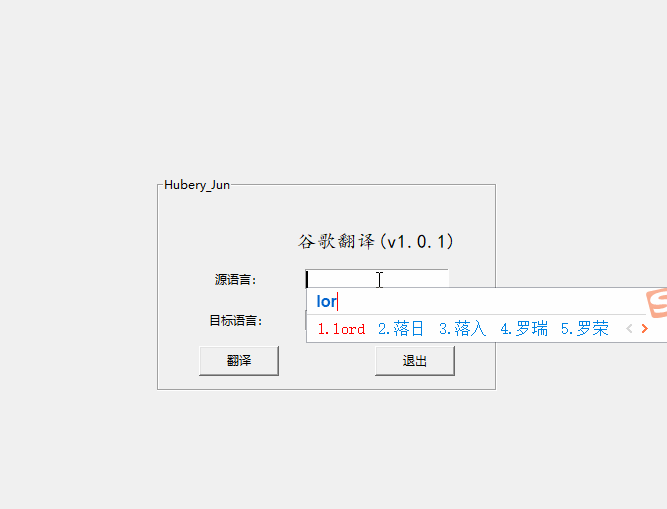 Hubery_Jun
谷歌翻译(v1.0.1)
源语言:
lor
目标语言:
1.lord 2.落日 3.落入 4.罗瑞 5.罗荣
翻译 退出